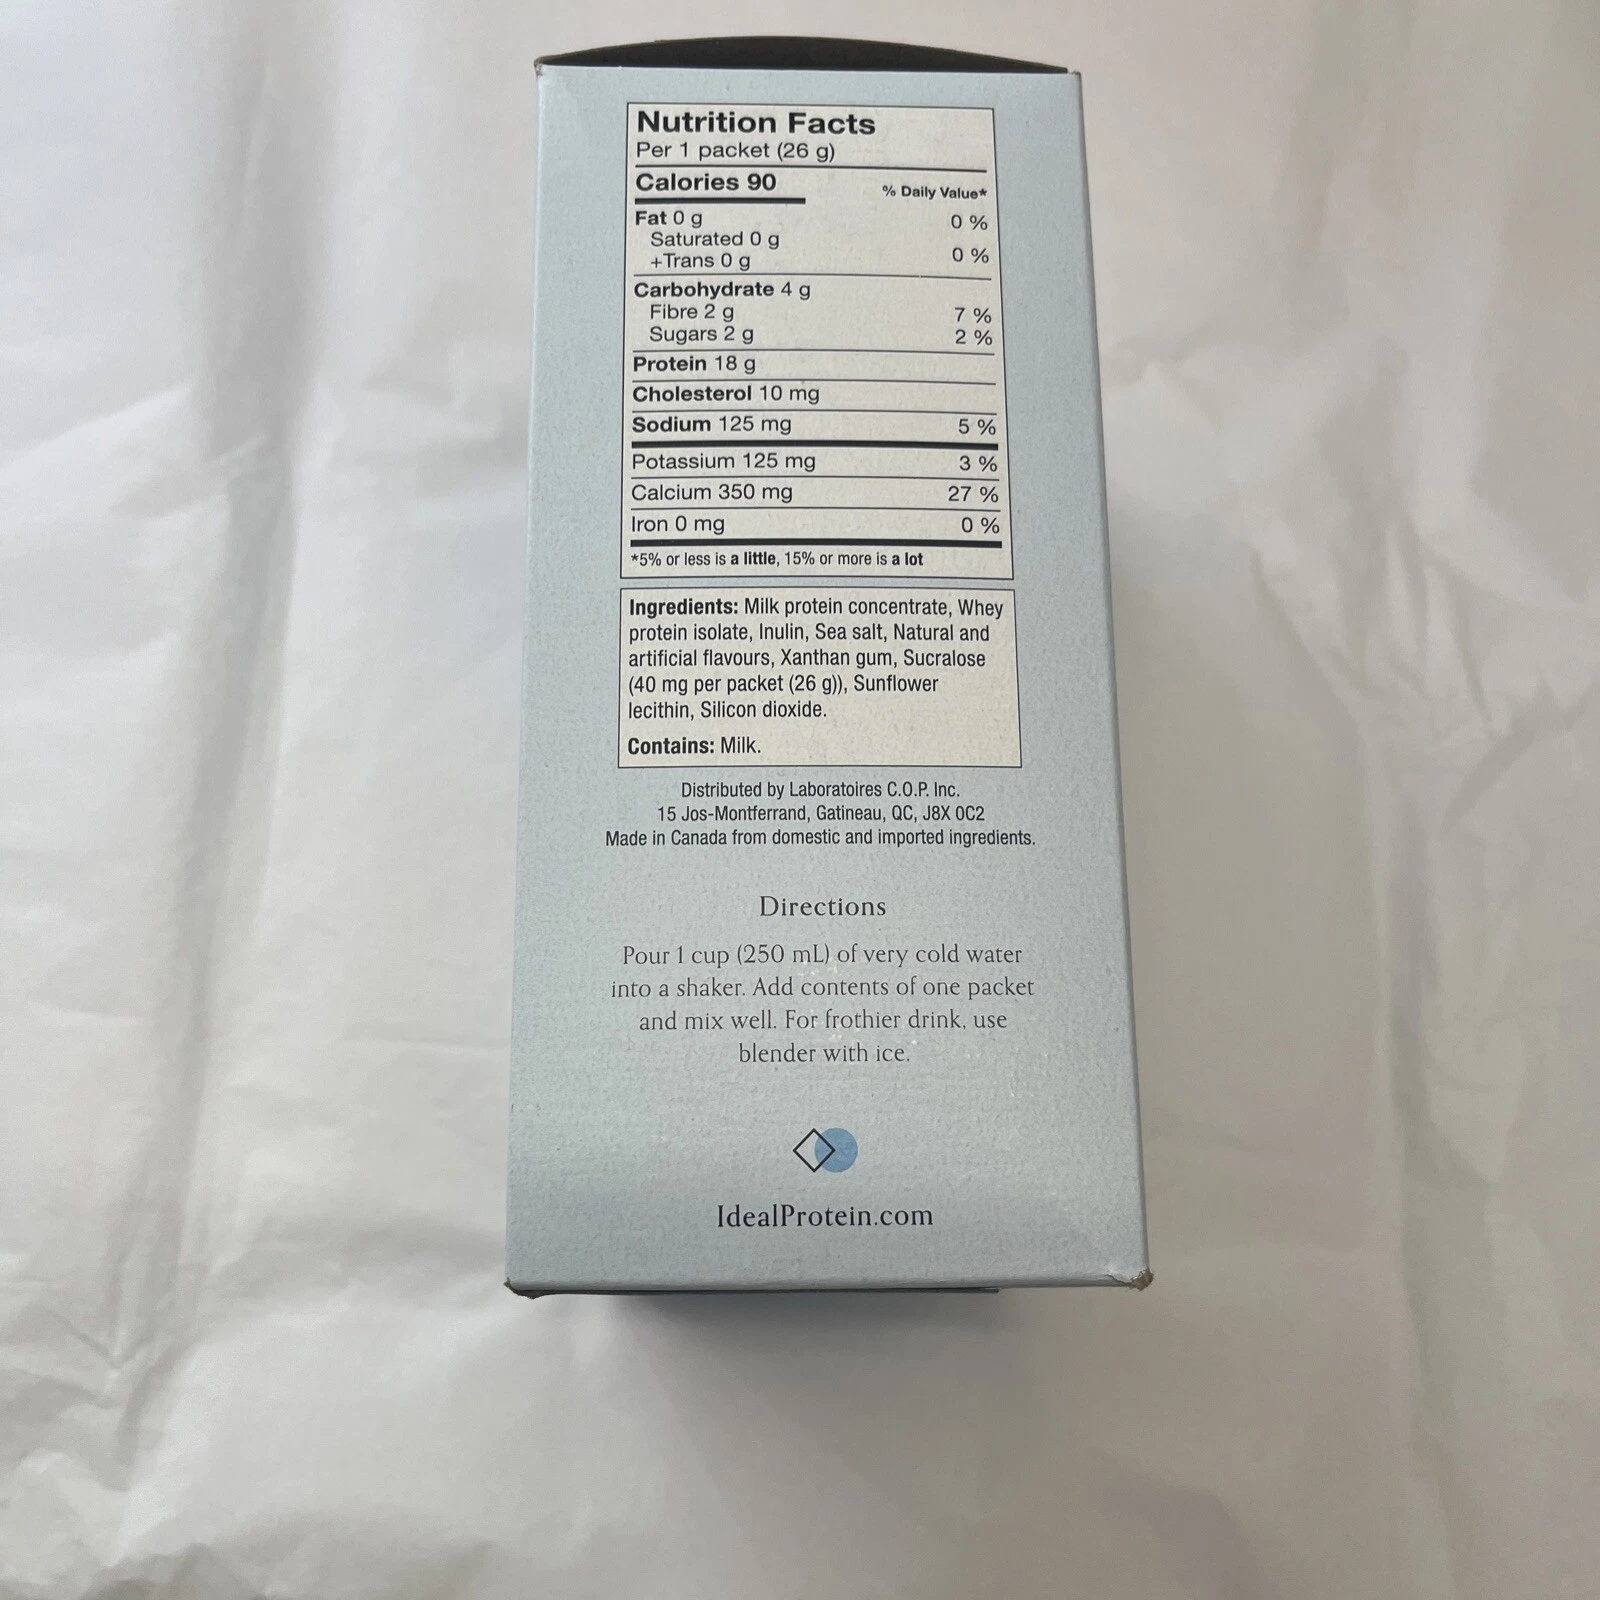 Nutrition Facts
Per 1 packet (26 g)
Calories 90
% Daily Value*
Fat 0 g 0 %
Saturated 0 g
+Trans 0 g 0 %
Carbohydrate 4 g
Fibre 2 g 7 %
Sugars 2 g 2 %
Protein 18 g
Cholesterol 10 mg
Sodium 125 mg 5 %
Potassium 125 mg 3 %
Calcium 350 mg 27 %
Iron 0 mg 0 %
*5% or less is a little, 15% or more is a lot
Ingredients: Milk protein concentrate, Whey
protein isolate, Inulin, Sea salt, Natural and
artificial flavours, Xanthan gum, Sucralose
(40 mg per packet (26 g)), Sunflower
lecithin, Silicon dioxide.
Contains: Milk.
Distributed by Laboratoires C.O.P. Inc.
15 Jos-Montferrand, Gatineau, QC, J8X 0C2
Made in Canada from domestic and imported ingredients.
Directions
Pour 1 cup (250 mL) of very cold water
into a shaker. Add contents of one packet
and mix well. For frothier drink, use
blender with ice.
IdealProtein.com